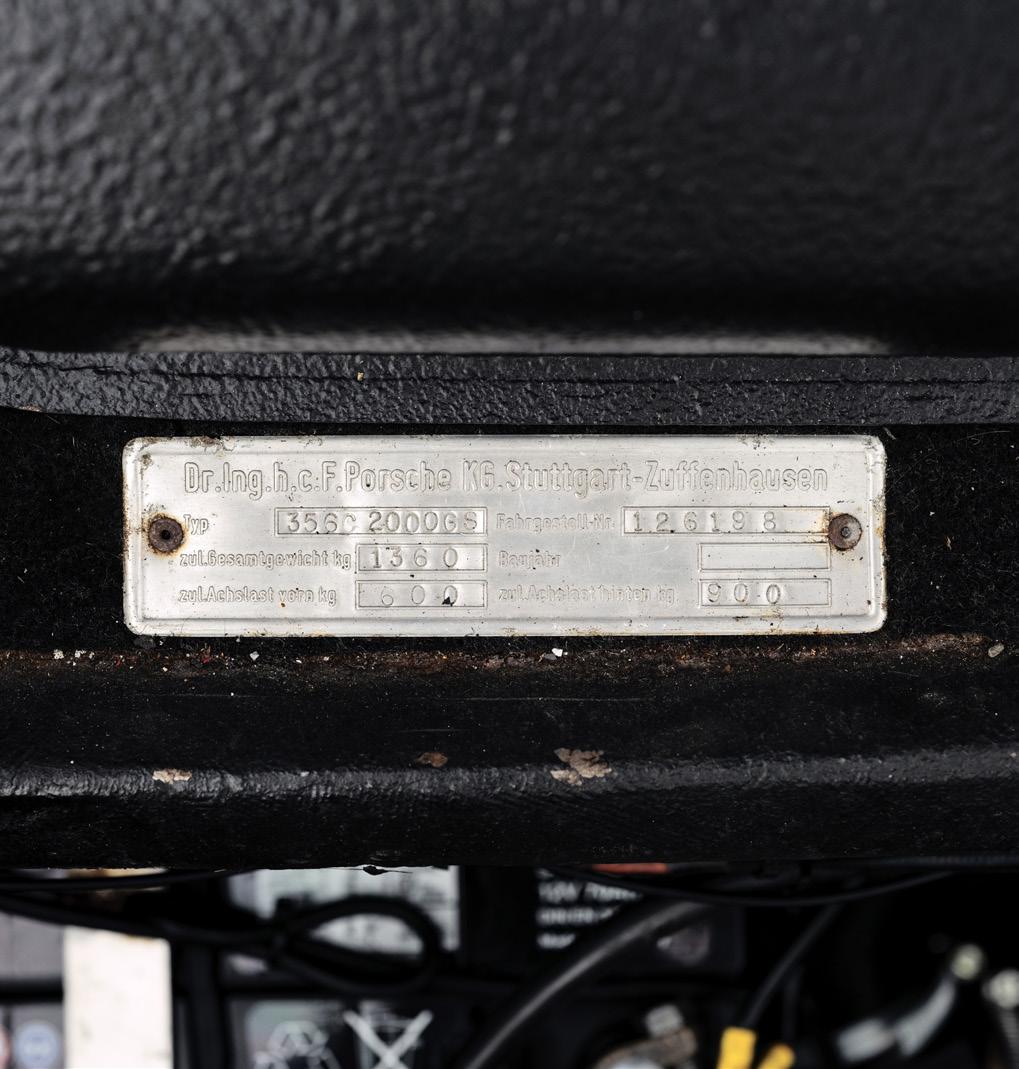 Dr.Ing.h.c.F.Porsche KG.Stuttgart-Zuffenhausen
Typ 356C 2000GS Fahrgestell-Nr. 126198
zul.Gesamtgewicht kg 1360 Baujahr
zul.Achslast vorn kg 600 zul.Achslast hinten kg 900